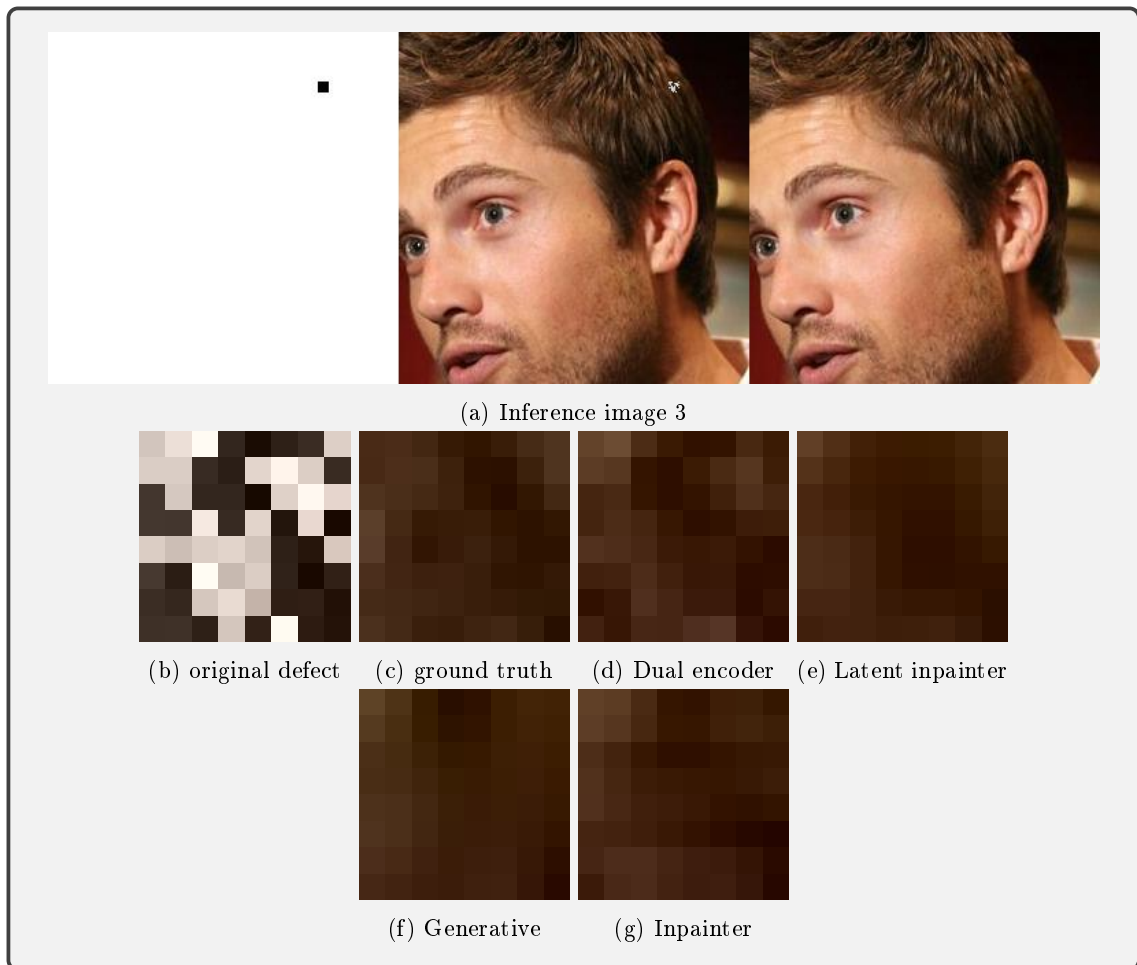 (a) Inference image 3
(b) original defect (c) ground truth (d) Dual encoder (e) Latent inpainter
(f) Generative (g) Inpainter